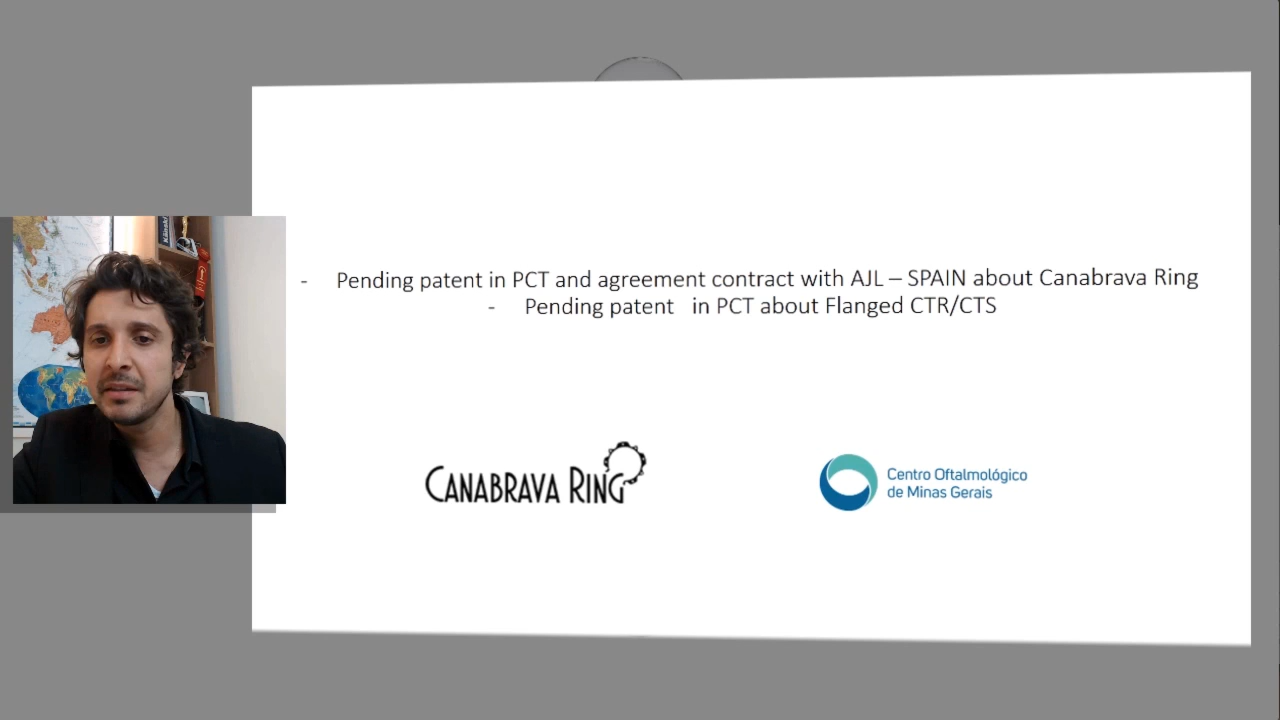 - Pending patent in PCT and agreement contract with AJL – SPAIN about Canabrava Ring
- Pending patent in PCT about Flanged CTR/CTS
CANABRAVA RING
Centro Oftalmológico
de Minas Gerais